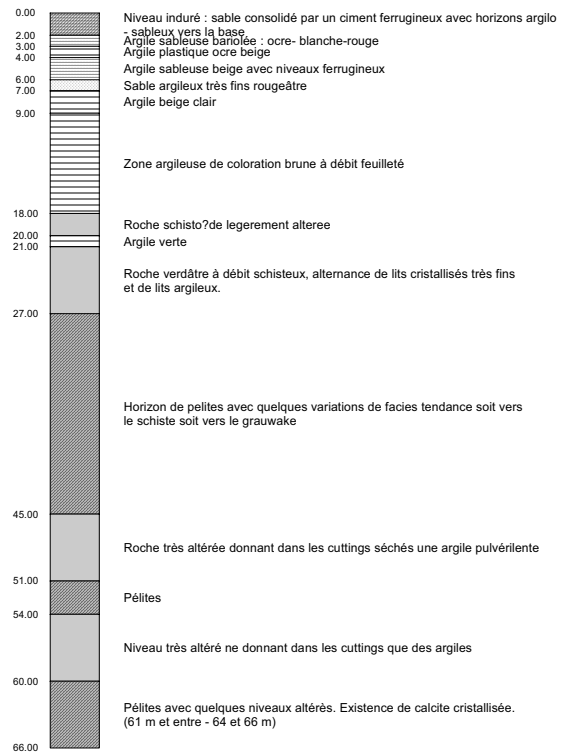 0.00
Niveau induré : sable consolidé par un ciment ferrugineux avec horizons argilo
- sableux vers la base
2.00
Argile sableuse bariolée : ocre- blanche-rouge
3.00
Argile plastique ocre beige
4.00
Argile sableuse beige avec niveaux ferrugineux
6.00
Sable argileux très fins rougeâtre
7.00
Argile beige clair
9.00
Zone argileuse de coloration brune à débit feuilleté
18.00
Roche schisto?de legerement alteree
20.00
Argile verte
21.00
Roche verdâtre à débit schisteux, alternance de lits cristallisés très fins
et de lits argileux.
27.00
Horizon de pelites avec quelques variations de facies tendance soit vers
le schiste soit vers le grauwake
45.00
Roche très altérée donnant dans les cuttings séchés une argile pulvérilente
51.00
Pélites
54.00
Niveau très altéré ne donnant dans les cuttings que des argiles
60.00
Pélites avec quelques niveaux altérès. Existence de calcite cristallisée.
(61 m et entre - 64 et 66 m)
66.00